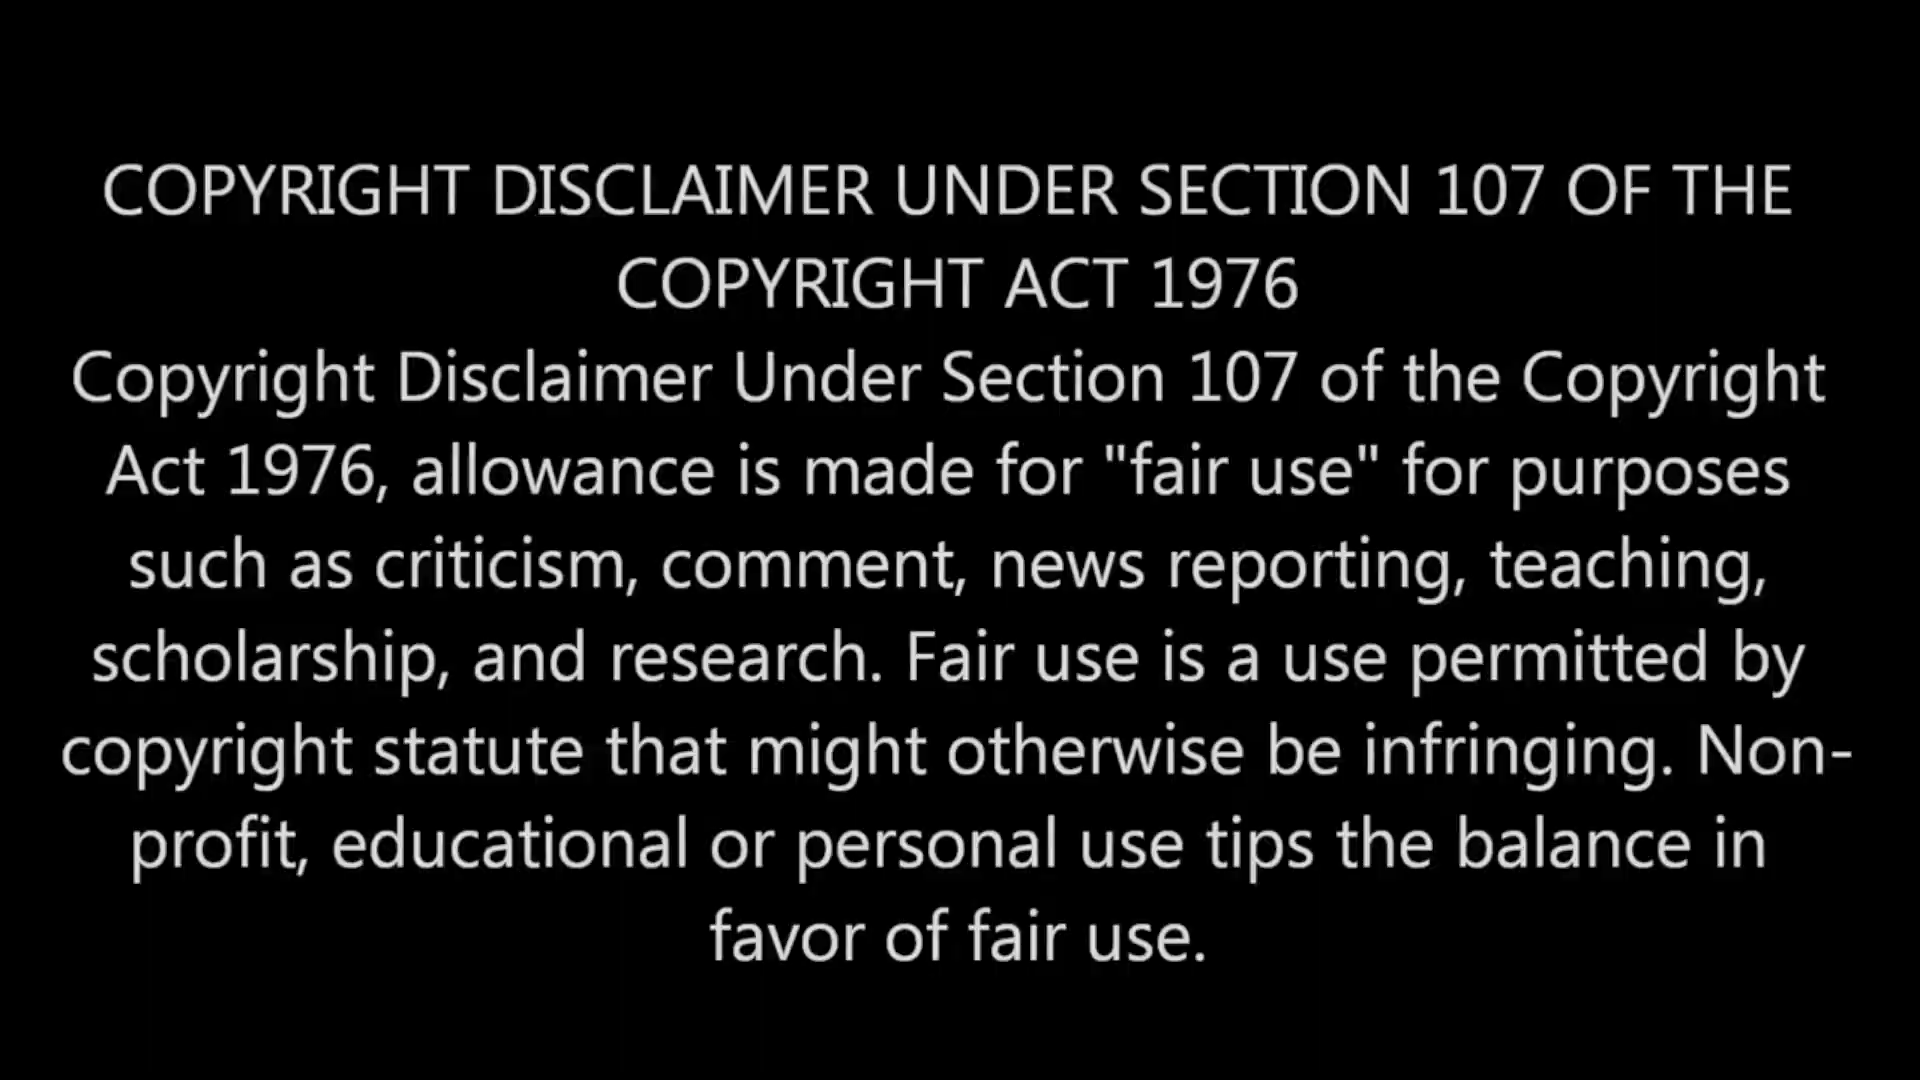 COPYRIGHT DISCLAIMER UNDER SECTION 107 OF THE
COPYRIGHT ACT 1976
Copyright Disclaimer Under Section 107 of the Copyright
Act 1976, allowance is made for "fair use" for purposes
such as criticism, comment, news reporting, teaching,
scholarship, and research. Fair use is a use permitted by
copyright statute that might otherwise be infringing. Non-
profit, educational or personal use tips the balance in
favor of fair use.